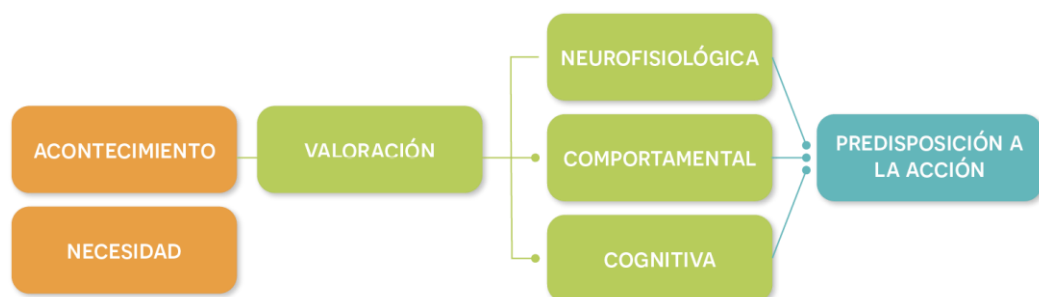 ACONTECIMIENTO
NECESIDAD
VALORACIÓN
NEUROFISIOLÓGICA
COMPORTAMENTAL
COGNITIVA
PREDISPOSICIÓN A
LA ACCIÓN